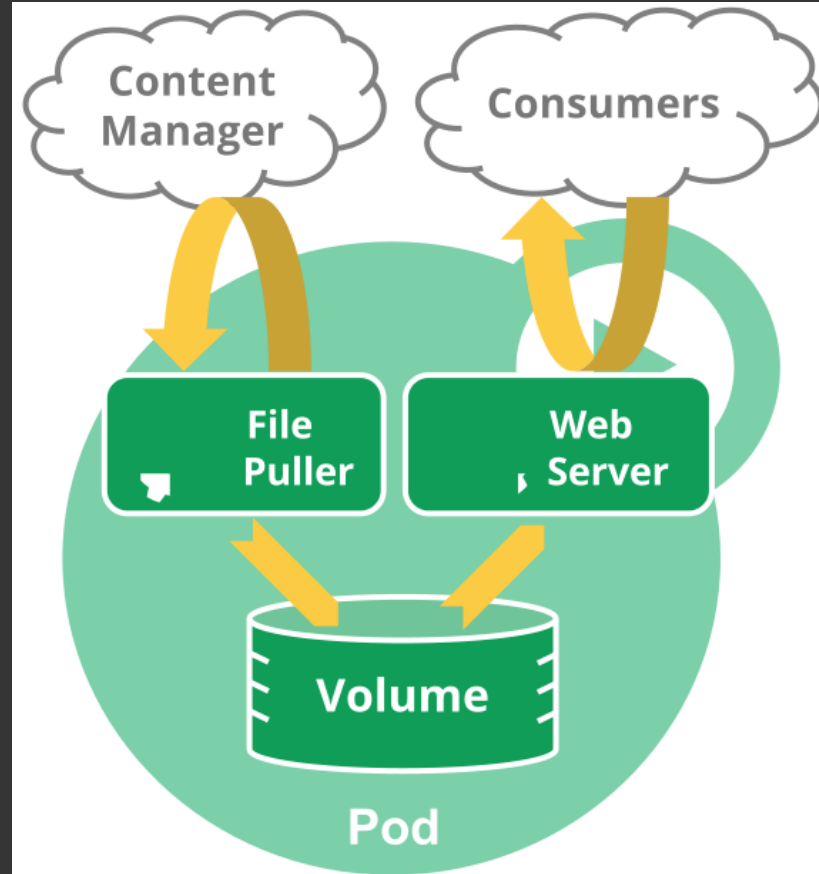 Content
Manager
Consumers
File
Puller
Web
Server
Volume
Pod